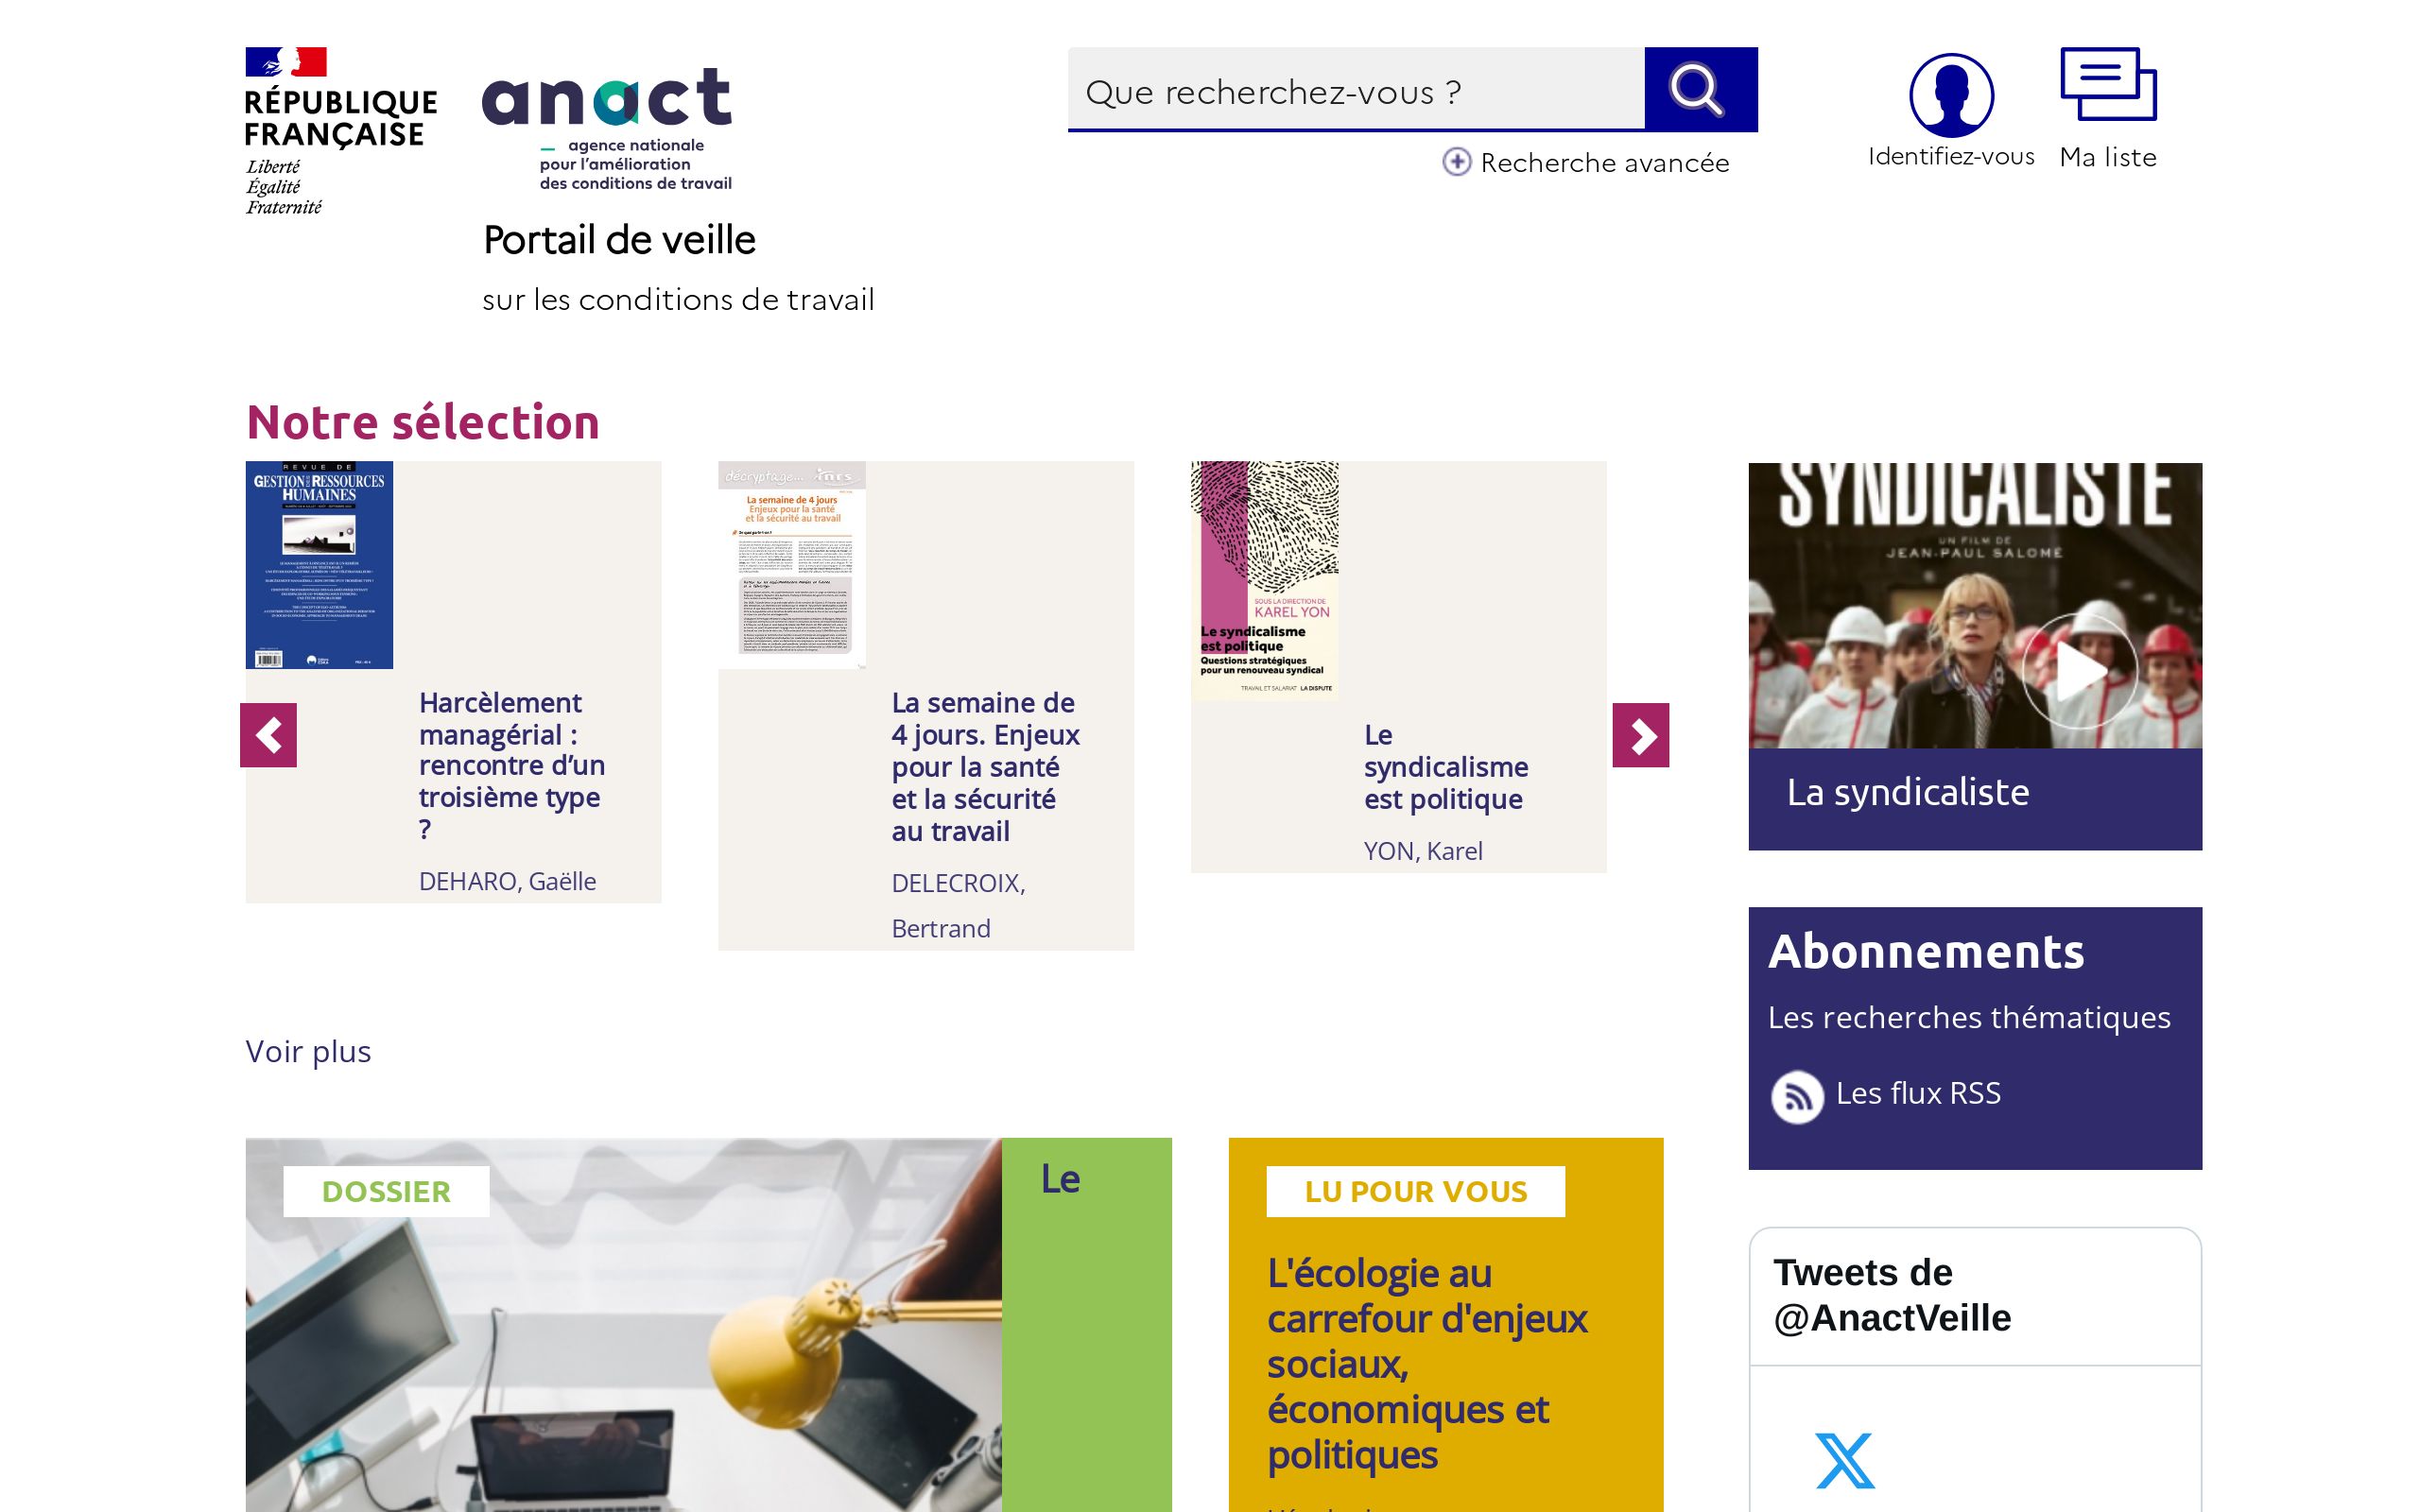 RÉPUBLIQUE
FRANÇAISE
Liberté
Égalité
Fraternité
anact
agence nationale
pour l'amélioration
des conditions de travail
Portail de veille
sur les conditions de travail
Que recherchez-vous ?
Recherche avancée
Identifiez-vous
Ma liste
Notre sélection
REVUE DE
GESTION DES RESSOURCES
HUMAINES
Harcèlement
managérial :
rencontre d’un
troisième type
?
DEHARO, Gaëlle
décryptage... inrs
La semaine de 4 jours
Enjeux pour la santé
et la sécurité au travail
La semaine de
4 jours. Enjeux
pour la santé
et la sécurité
au travail
DELECROIX,
Bertrand
SOUS LA DIRECTION DE
KAREL YON
Le syndicalisme
est politique
Questions stratégiques
pour un renouveau syndical
TRAVAIL ET SALARIAT LA DISPUTE
Le
syndicalisme
est politique
YON, Karel
SYNDICALISTE
UN FILM DE
JEAN-PAUL SALOMÉ
La syndicaliste
Abonnements
Les recherches thématiques
Les flux RSS
Voir plus
DOSSIER
Le
LU POUR VOUS
L'écologie au
carrefour d'enjeux
sociaux,
économiques et
politiques
Tweets de
@AnactVeille